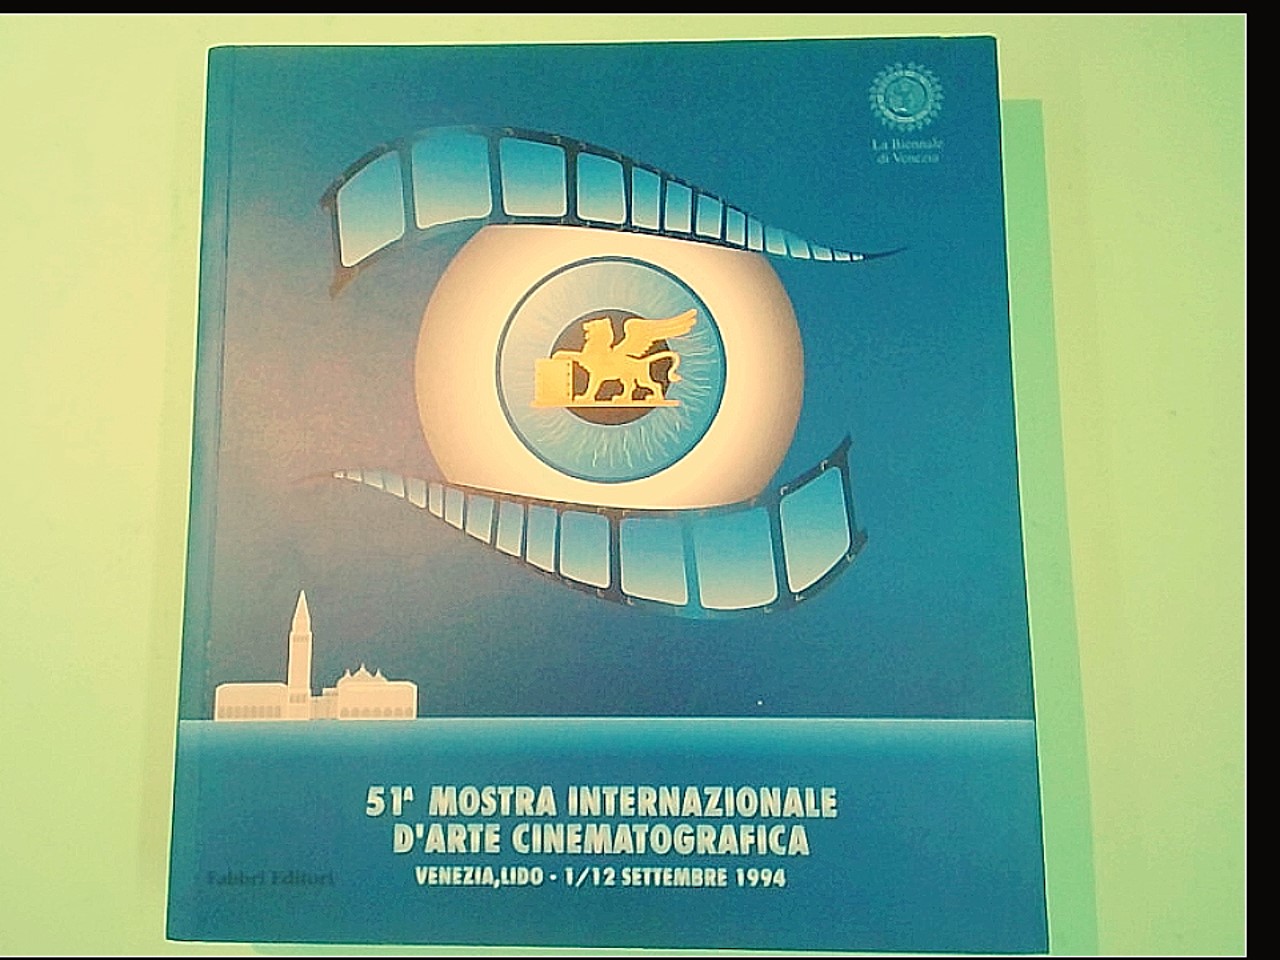 La Biennale
di Venezia
51ª MOSTRA INTERNAZIONALE
D'ARTE CINEMATOGRAFICA
VENEZIA,LIDO - 1/12 SETTEMBRE 1994
Fabbri Editori